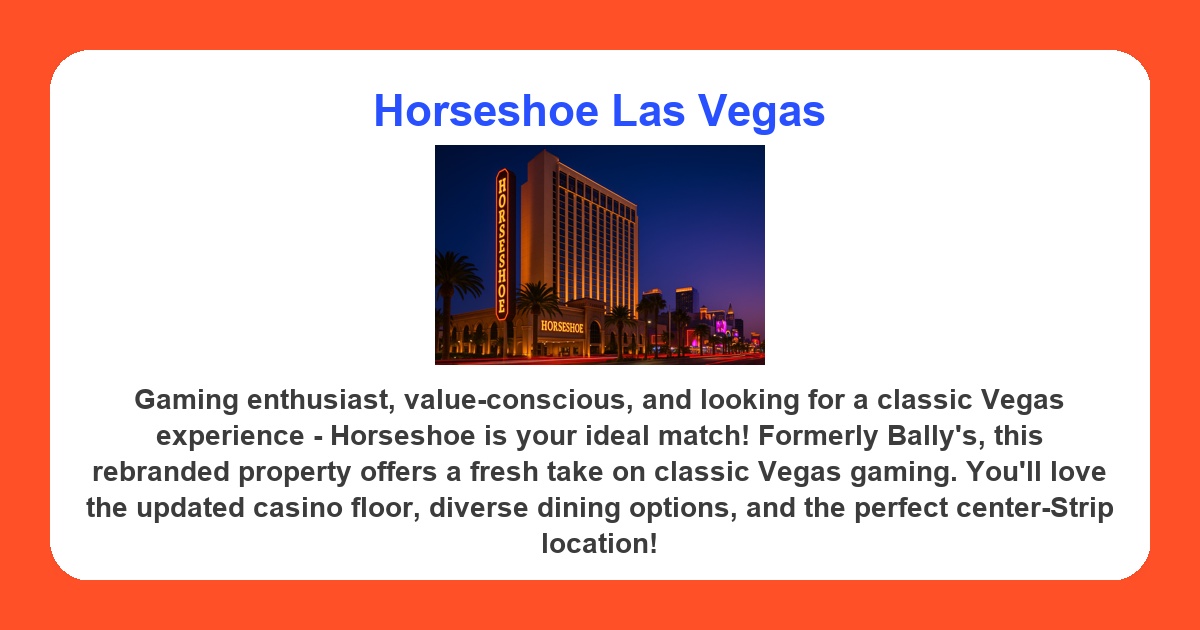 Horseshoe Las Vegas
HORSESHOE
HORSESHOE
Gaming enthusiast, value-conscious, and looking for a classic Vegas
experience - Horseshoe is your ideal match! Formerly Bally's, this
rebranded property offers a fresh take on classic Vegas gaming. You'll love
the updated casino floor, diverse dining options, and the perfect center-Strip
location!